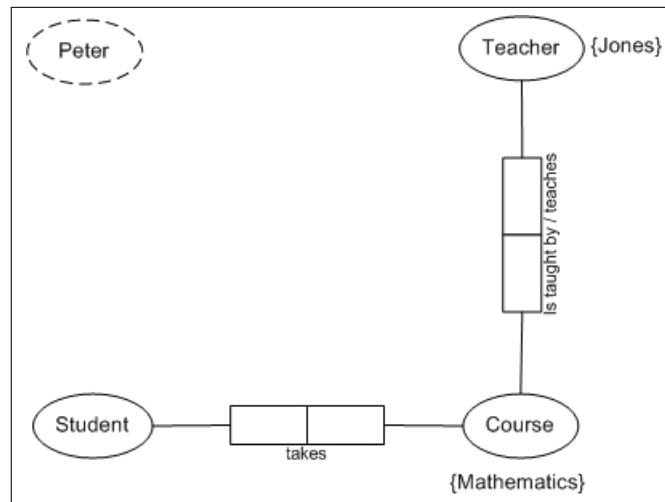 Peter
Teacher {Jones}
Is taught by / teaches
Student
Course
takes
{Mathematics}